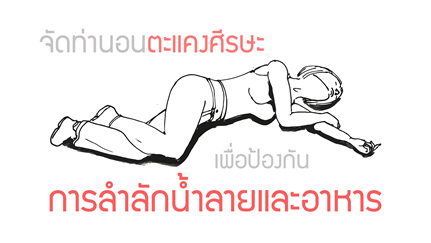 จัดท่านอนตะแคงศีรษะ
เพื่อป้องกัน
การสำลักน้ำลายและอาหาร